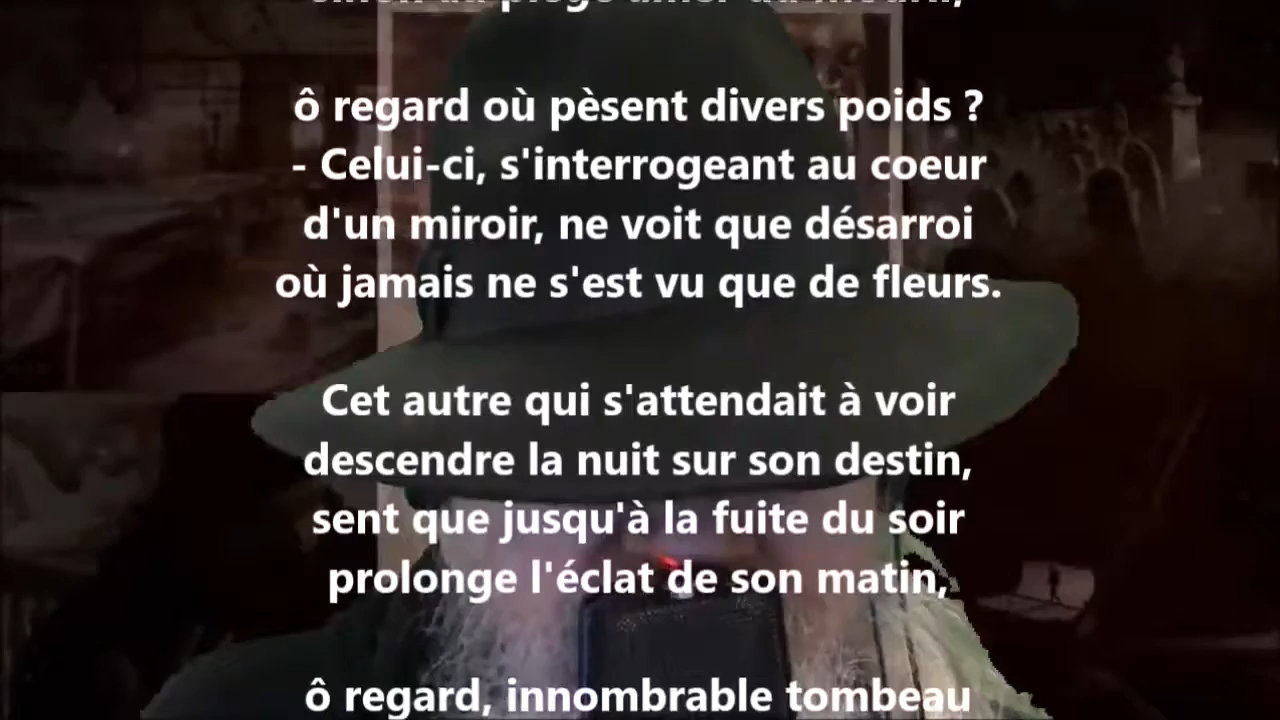 ô regard où pèsent divers poids ?
- Celui-ci, s'interrogeant au coeur
d'un miroir, ne voit que désarroi
où jamais ne s'est vu que de fleurs.
Cet autre qui s'attendait à voir
descendre la nuit sur son destin,
sent que jusqu'à la fuite du soir
prolonge l'éclat de son matin,
ô regard, innombrable tombeau